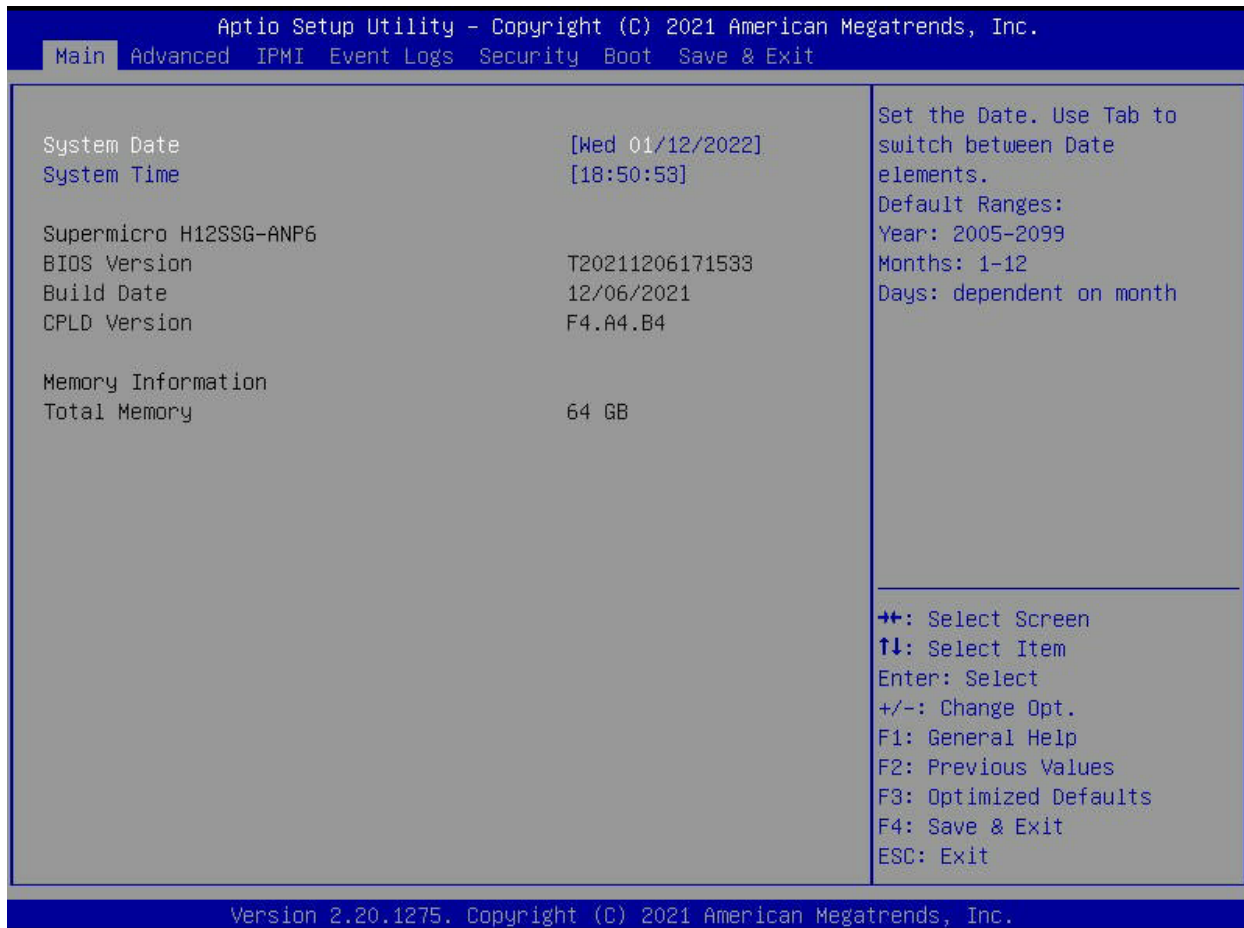 Aptio Setup Utility – Copyright (C) 2021 American Megatrends, Inc.
Main Advanced IPMI Event Logs Security Boot Save & Exit
System Date [Wed 01/12/2022]
System Time [18:50:53]
Supermicro H12SSG-ANP6
BIOS Version T20211206171533
Build Date 12/06/2021
CPLD Version F4.A4.B4
Memory Information
Total Memory 64 GB
Set the Date. Use Tab to
switch between Date
elements.
Default Ranges:
Year: 2005-2099
Months: 1-12
Days: dependent on month
→←: Select Screen
↑↓: Select Item
Enter: Select
+/-: Change Opt.
F1: General Help
F2: Previous Values
F3: Optimized Defaults
F4: Save & Exit
ESC: Exit
Version 2.20.1275. Copyright (C) 2021 American Megatrends, Inc.